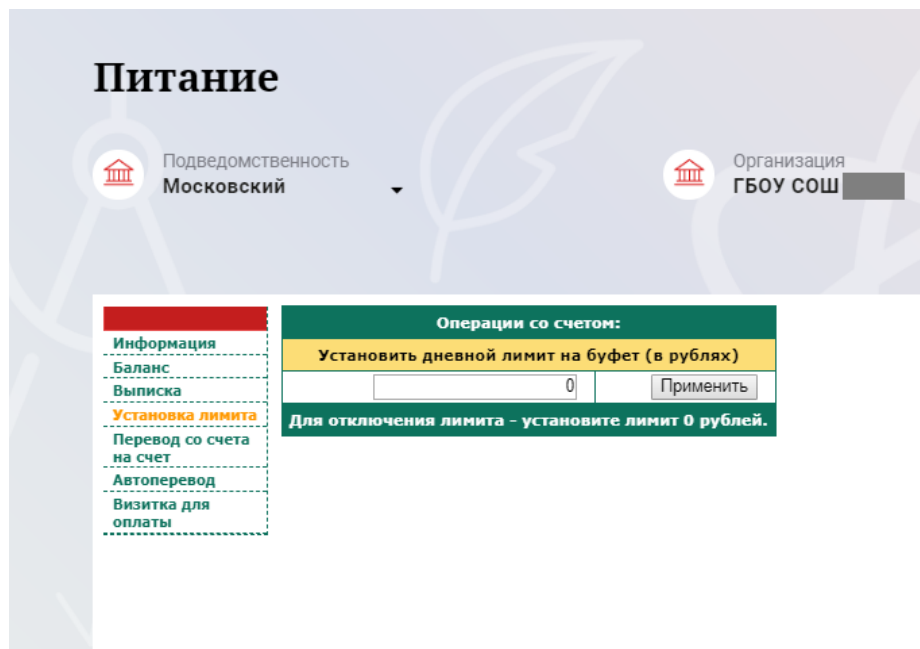 Питание
Подведомственность
Московский
Организация
ГБОУ СОШ
Информация
Баланс
Выписка
Установка лимита
Перевод со счета
на счет
Автоперевод
Визитка для
оплаты
Операции со счетом:
Установить дневной лимит на буфет (в рублях)
0
Применить
Для отключения лимита - установите лимит 0 рублей.